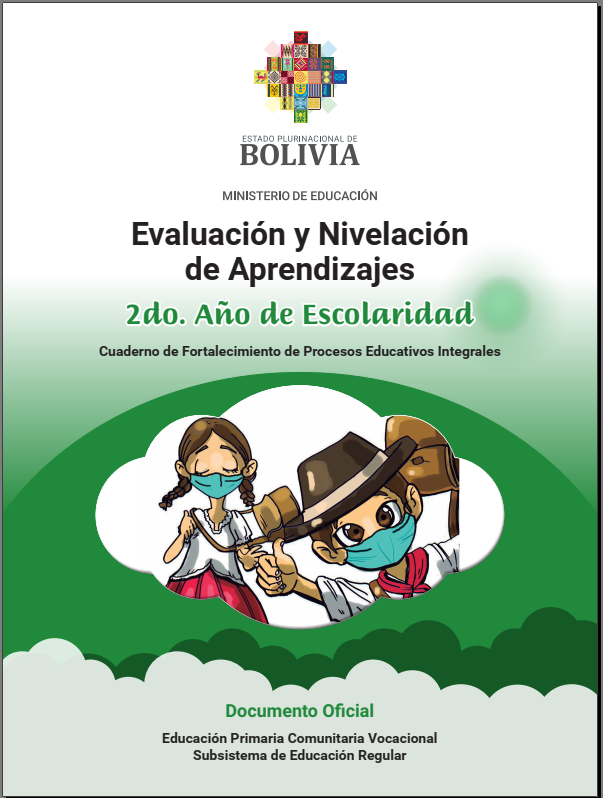 ESTADO PLURINACIONAL DE
BOLIVIA
MINISTERIO DE EDUCACIÓN
Evaluación y Nivelación
de Aprendizajes
2do. Año de Escolaridad
Cuaderno de Fortalecimiento de Procesos Educativos Integrales
Documento Oficial
Educación Primaria Comunitaria Vocacional
Subsistema de Educación Regular